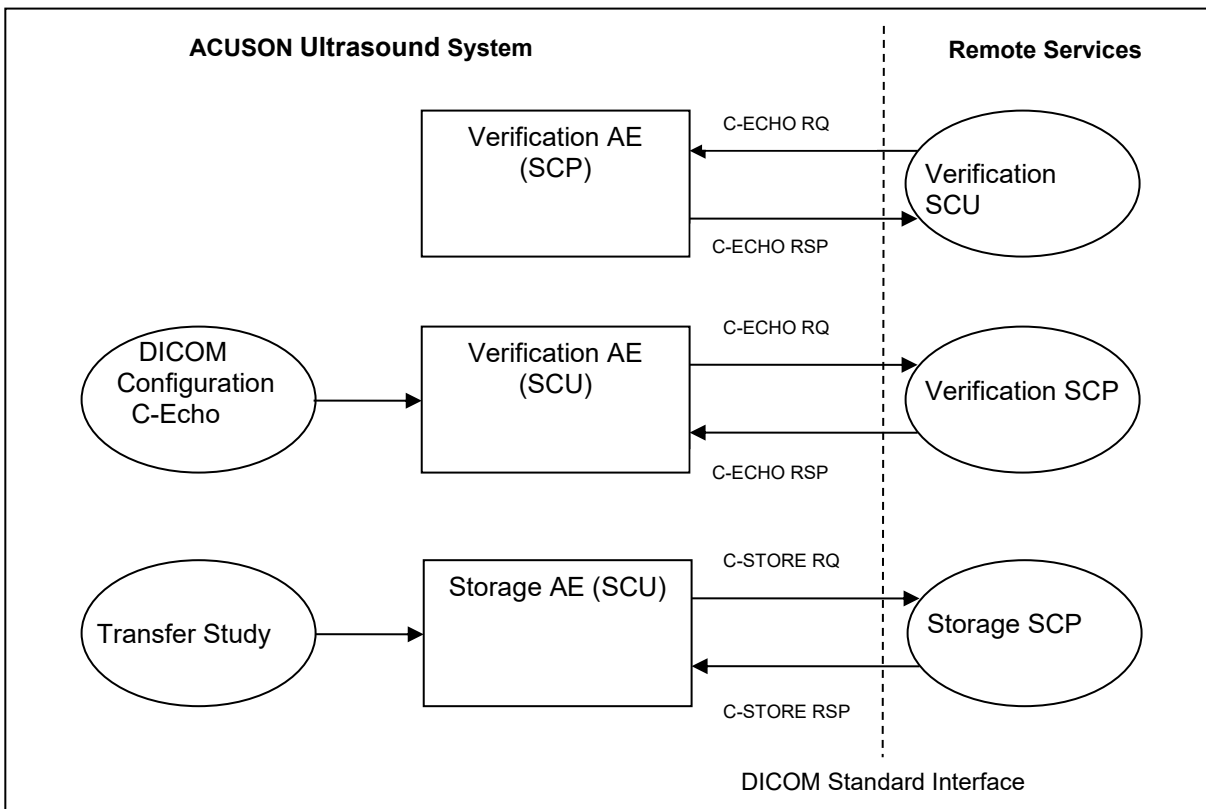 ACUSON Ultrasound System
Remote Services
Verification AE
(SCP)
C-ECHO RQ
C-ECHO RSP
Verification
SCU
DICOM
Configuration
C-Echo
Verification AE
(SCU)
C-ECHO RQ
C-ECHO RSP
Verification SCP
Transfer Study
Storage AE (SCU)
C-STORE RQ
C-STORE RSP
Storage SCP
DICOM Standard Interface